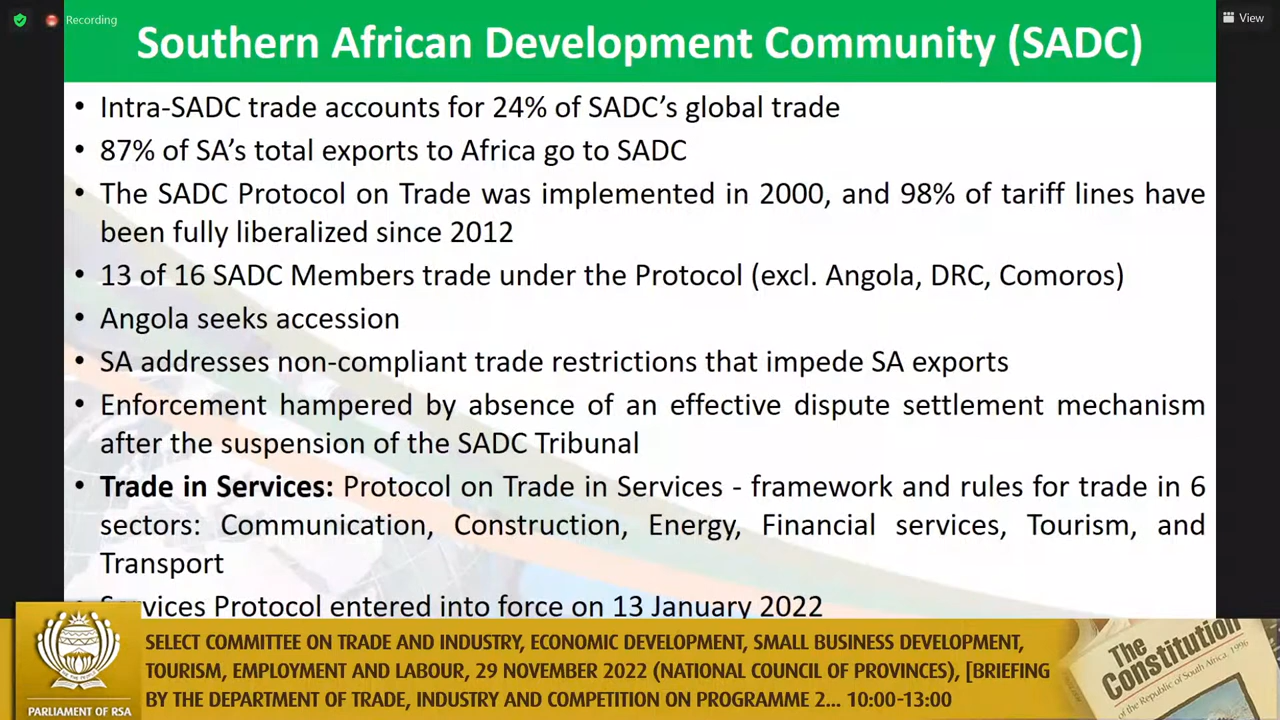 Recording
View
Southern African Development Community (SADC)
• Intra-SADC trade accounts for 24% of SADC’s global trade
• 87% of SA’s total exports to Africa go to SADC
• The SADC Protocol on Trade was implemented in 2000, and 98% of tariff lines have
been fully liberalized since 2012
• 13 of 16 SADC Members trade under the Protocol (excl. Angola, DRC, Comoros)
• Angola seeks accession
• SA addresses non-compliant trade restrictions that impede SA exports
• Enforcement hampered by absence of an effective dispute settlement mechanism
after the suspension of the SADC Tribunal
• Trade in Services: Protocol on Trade in Services - framework and rules for trade in 6
sectors: Communication, Construction, Energy, Financial services, Tourism, and
Transport
• Services Protocol entered into force on 13 January 2022
SELECT COMMITTEE ON TRADE AND INDUSTRY, ECONOMIC DEVELOPMENT, SMALL BUSINESS DEVELOPMENT,
TOURISM, EMPLOYMENT AND LABOUR, 29 NOVEMBER 2022 (NATIONAL COUNCIL OF PROVINCES), [BRIEFING
BY THE DEPARTMENT OF TRADE, INDUSTRY AND COMPETITION ON PROGRAMME 2... 10:00-13:00
PARLIAMENT OF RSA
The
Constitution
of the Republic of South Africa, 1996